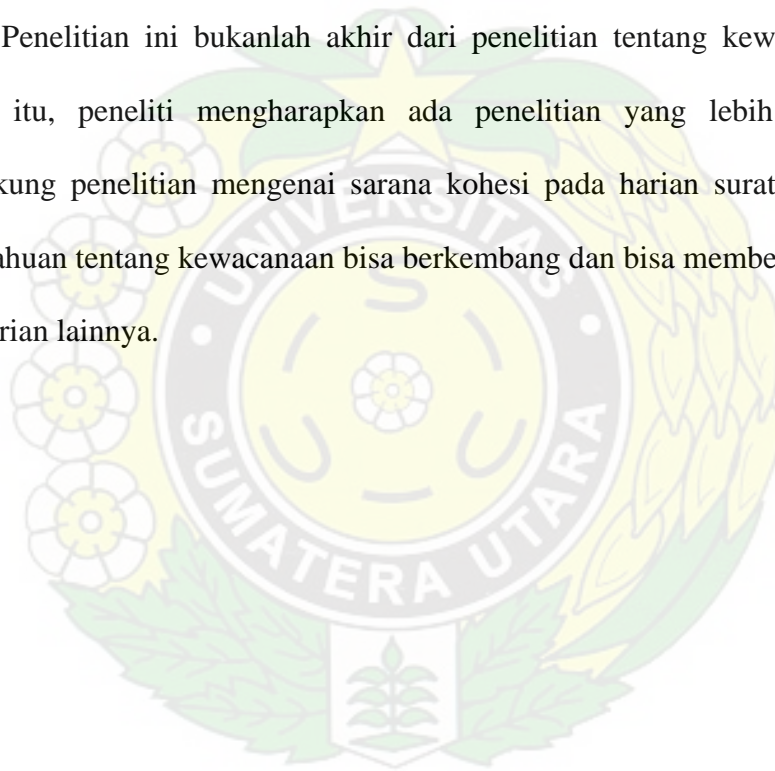 Penelitian ini bukanlah akhir dari penelitian tentang kew
itu, peneliti mengharapkan ada penelitian yang lebih
kung penelitian mengenai sarana kohesi pada harian surat
ahuan tentang kewacanaan bisa berkembang dan bisa membe
rian lainnya.
UNIVERSITAS
SUMATERA UTARA